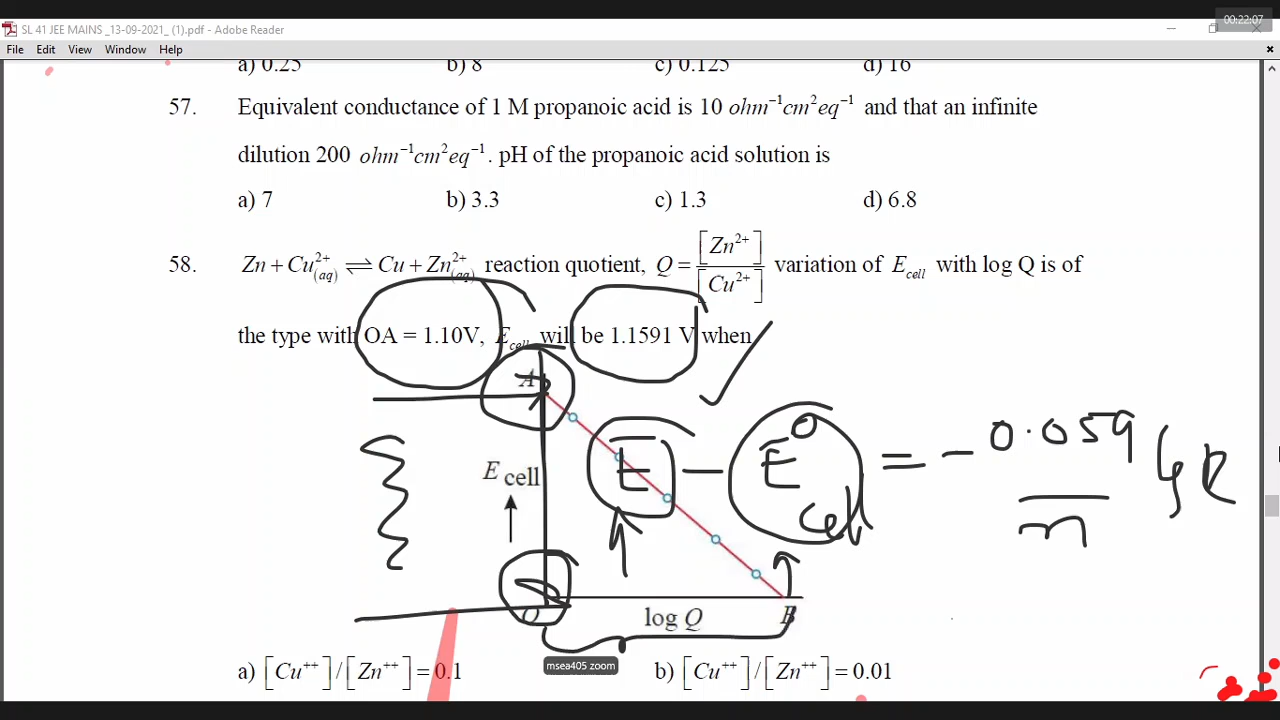 00:22:07
SL 41 JEE MAINS _13-09-2021_ (1).pdf - Adobe Reader
File Edit View Window Help
a) 0.25 b) 8 c) 0.125 d) 16
57. Equivalent conductance of 1 M propanoic acid is 10 ohm⁻¹cm²eq⁻¹ and that an infinite
dilution 200 ohm⁻¹cm²eq⁻¹. pH of the propanoic acid solution is
a) 7 b) 3.3 c) 1.3 d) 6.8
58. Zn + Cu²⁺(aq) ⇌ Cu + Zn²⁺(aq) reaction quotient, Q = [Zn²⁺]/[Cu²⁺] variation of E_cell with log Q is of
the type with OA = 1.10V, E_cell will be 1.1591 V when
A
E cell
E – E⁰cell = – 0.059/n
O log Q B
msea405 zoom
a) [Cu⁺⁺]/[Zn⁺⁺] = 0.1 b) [Cu⁺⁺]/[Zn⁺⁺] = 0.01